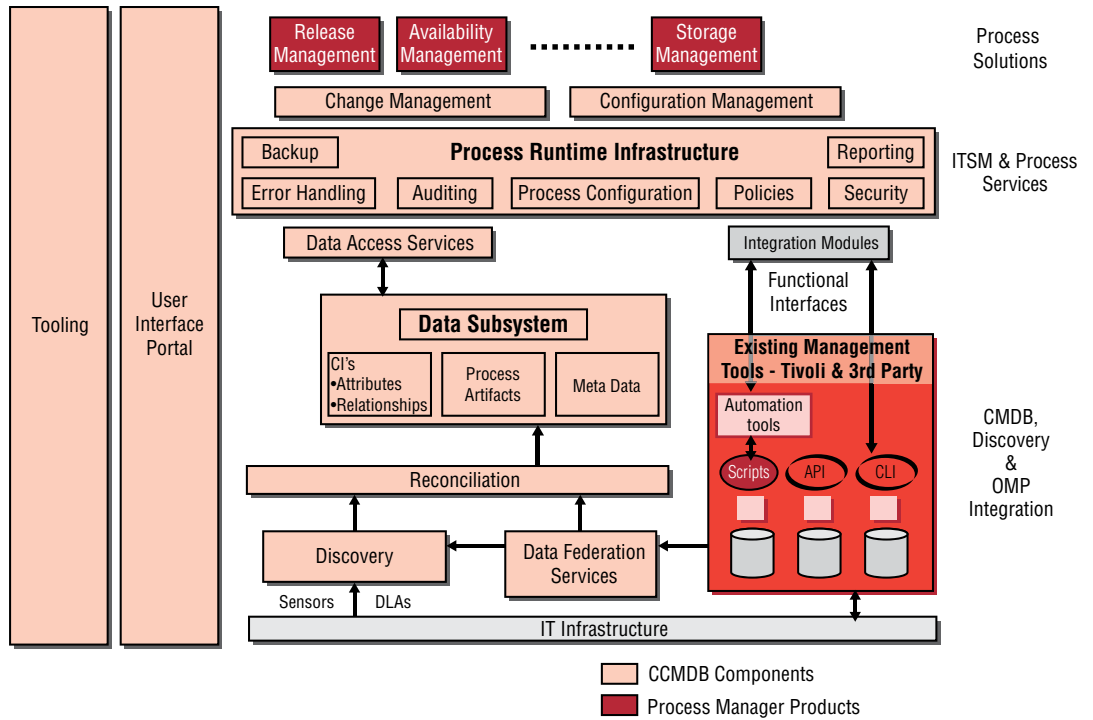 Release
Management
Availability
Management
Storage
Management
Process
Solutions
Change Management
Configuration Management
Backup
Process Runtime Infrastructure
Reporting
Error Handling
Auditing
Process Configuration
Policies
Security
ITSM & Process
Services
Data Access Services
Integration Modules
Functional
Interfaces
Tooling
User
Interface
Portal
Data Subsystem
CI's
•Attributes
•Relationships
Process
Artifacts
Meta Data
Existing Management
Tools - Tivoli & 3rd Party
Automation
tools
Scripts
API
CLI
CMDB,
Discovery
&
OMP
Integration
Reconciliation
Discovery
Data Federation
Services
Sensors
DLAs
IT Infrastructure
CCMDB Components
Process Manager Products